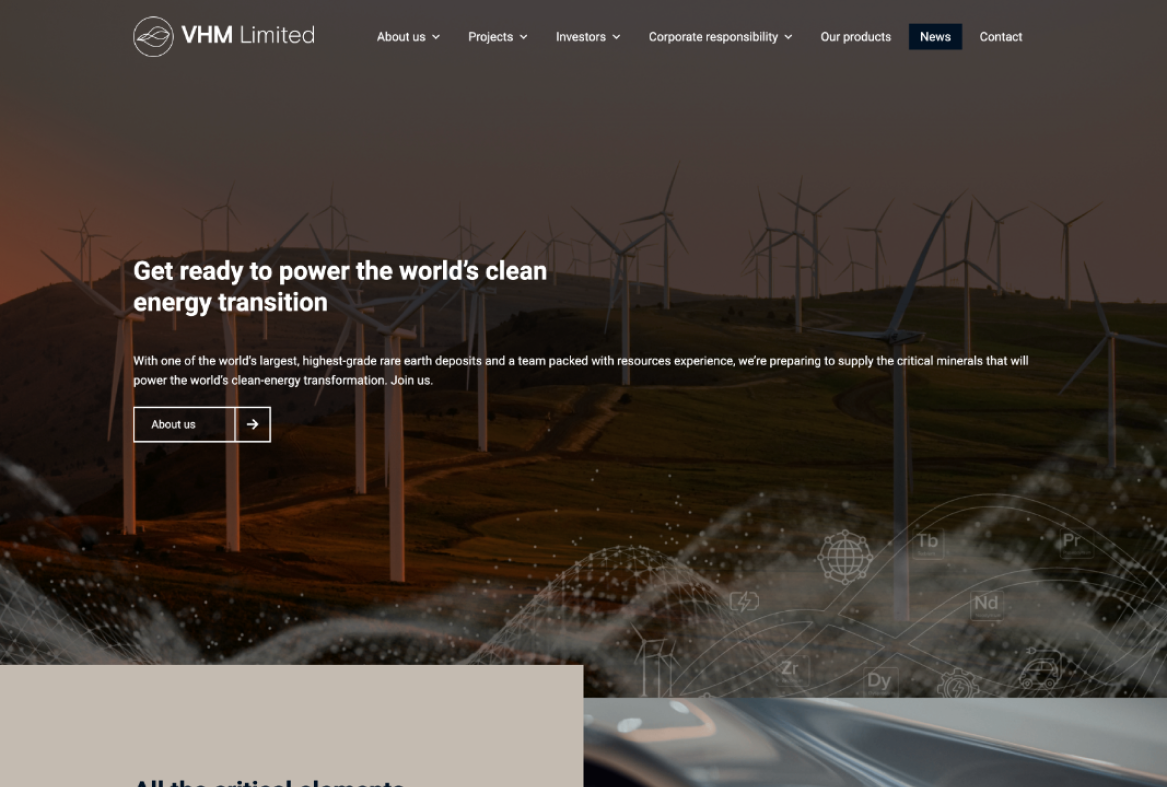 VHM Limited
About us
Projects
Investors
Corporate responsibility
Our products
News
Contact
Get ready to power the world’s clean
energy transition
With one of the world’s largest, highest-grade rare earth deposits and a team packed with resources experience, we’re preparing to supply the critical minerals that will
power the world’s clean-energy transformation. Join us.
About us
Tb
Pr
Nd
Zr
Dy
All the critical elements